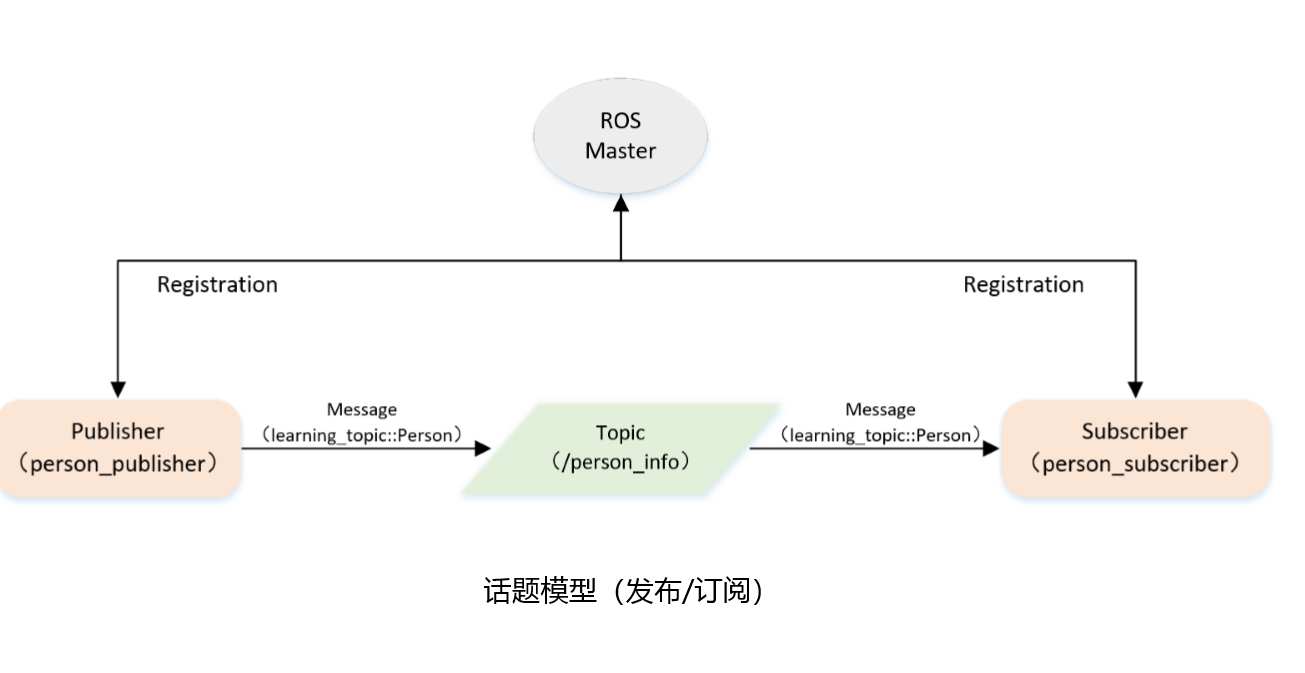 ROS
Master
Registration
Registration
Message
（learning_topic::Person）
Message
（learning_topic::Person）
Publisher
（person_publisher）
Topic
（/person_info）
Subscriber
（person_subscriber）
话题模型（发布/订阅）